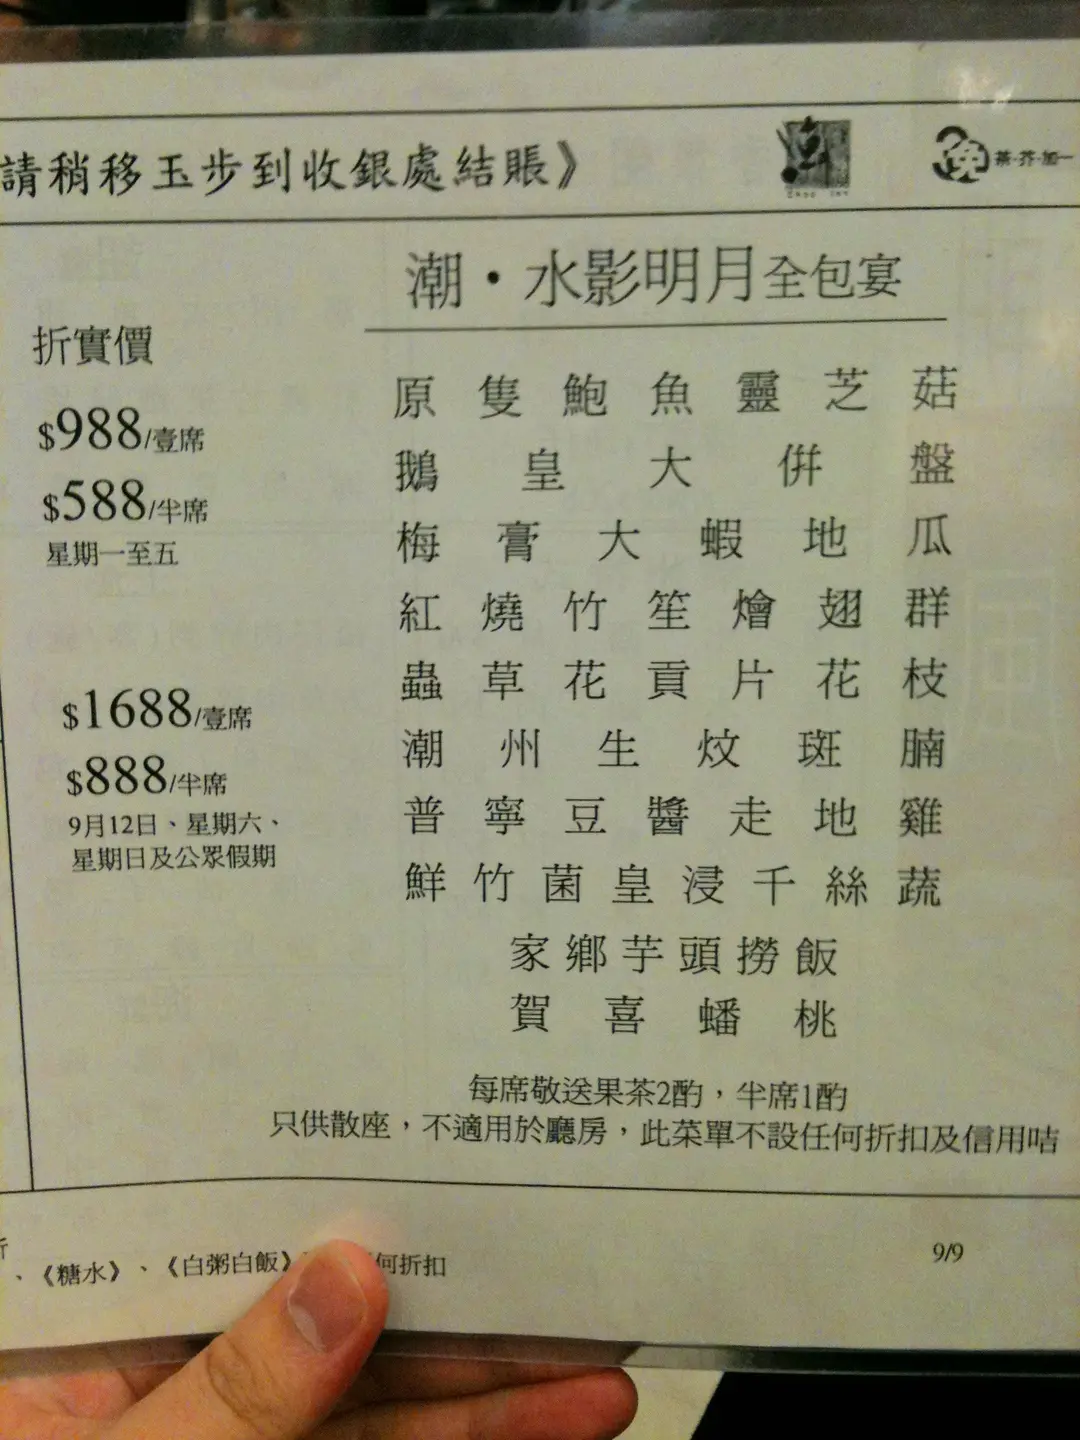 請稍移玉步到收銀處結賬》
茶·芥·加一
潮·水影明月全包宴
折實價
$988/壹席
$588/半席
星期一至五
$1688/壹席
$888/半席
9月12日、星期六、
星期日及公眾假期
原隻鮑魚靈芝菇
鵝皇大併盤
梅膏大蝦地瓜
紅燒竹笙燴翅群
蟲草花貢片花枝
潮州生炆斑腩
普寧豆醬走地雞
鮮竹菌皇浸千絲蔬
家鄉芋頭撈飯
賀喜蟠桃
每席敬送果茶2酌，半席1酌
只供散座，不適用於廳房，此菜單不設任何折扣及信用咭
、《糖水》、《白粥白飯》
何折扣
9/9